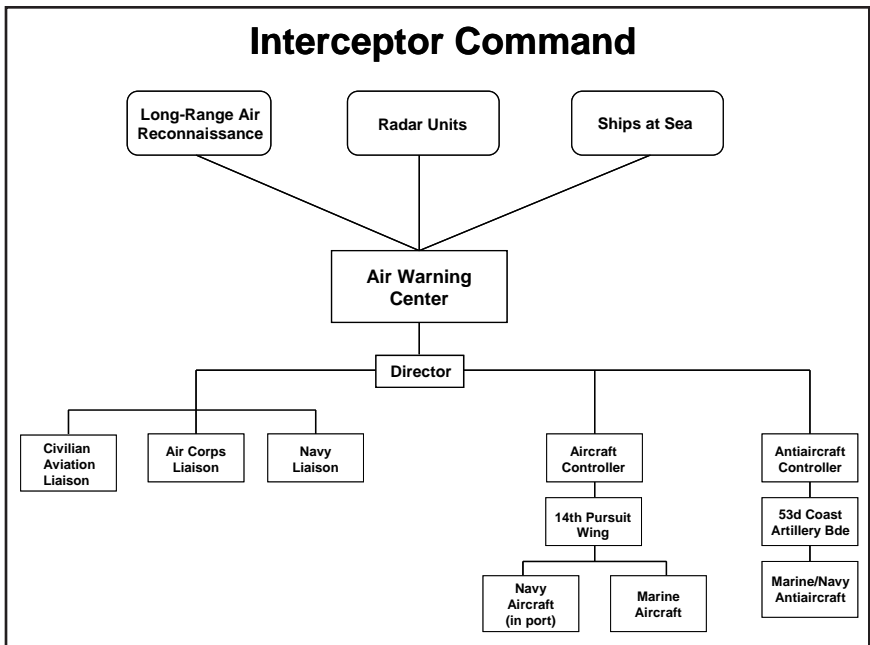 Interceptor Command
Long-Range Air
Reconnaissance
Radar Units
Ships at Sea
Air Warning
Center
Director
Civilian
Aviation
Liaison
Air Corps
Liaison
Navy
Liaison
Aircraft
Controller
Antiaircraft
Controller
14th Pursuit
Wing
53d Coast
Artillery Bde
Navy
Aircraft
(in port)
Marine
Aircraft
Marine/Navy
Antiaircraft